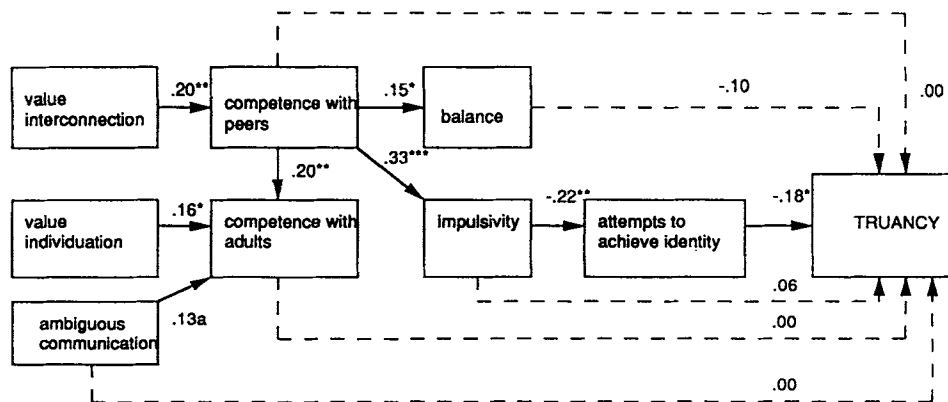 value
interconnection
.20**
competence with
peers
.15*
balance
-.10
.00
.33***
.20**
value
individuation
.16*
competence with
adults
impulsivity
-.22**
attempts to
achieve identity
-.18*
TRUANCY
ambiguous
communication
.13a
.06
.00
.00